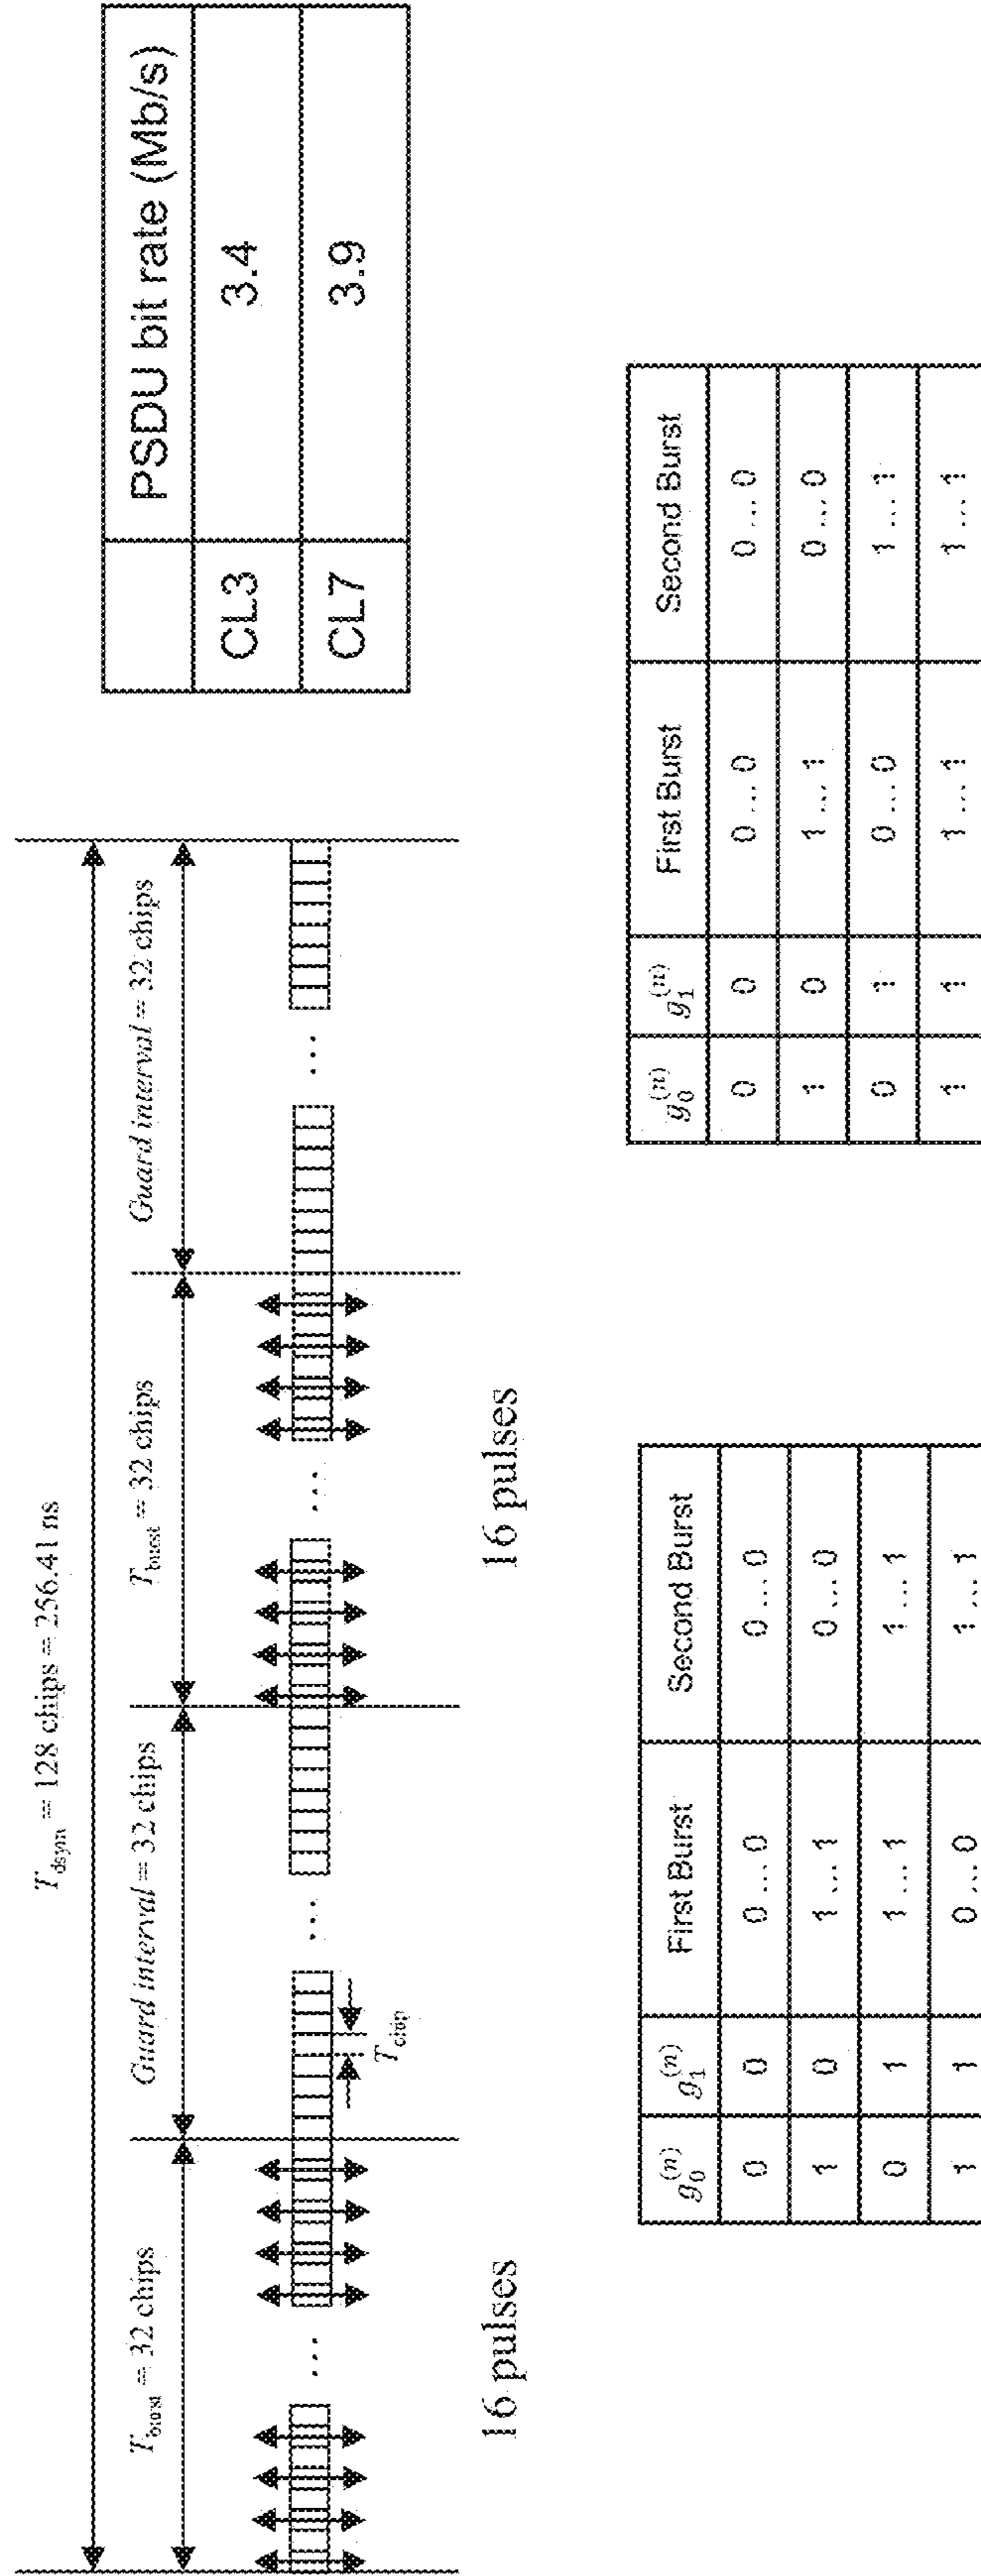 T_dsym = 128 chips = 256.41 ns
T_burst = 32 chips
Guard interval = 32 chips
T_burst = 32 chips
Guard interval = 32 chips
...
...
...
...
T_chip
16 pulses
16 pulses
PSDU bit rate (Mb/s)
CL3 3.4
CL7 3.9
g_0^(n) g_1^(n) First Burst Second Burst
0 0 0 ... 0 0 ... 0
1 0 1 ... 1 0 ... 0
0 1 1 ... 1 1 ... 1
1 1 0 ... 0 1 ... 1
g_0^(n) g_1^(n) First Burst Second Burst
0 0 0 ... 0 0 ... 0
1 0 1 ... 1 0 ... 0
0 1 0 ... 0 1 ... 1
1 1 1 ... 1 1 ... 1